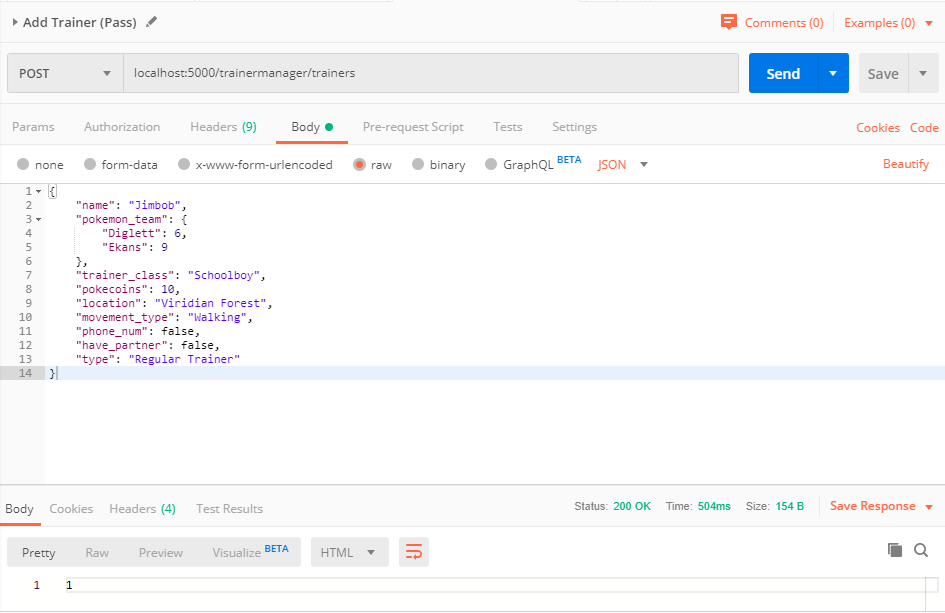 Add Trainer (Pass) Comments (0) Examples (0)
POST localhost:5000/trainermanager/trainers Send Save
Params Authorization Headers (9) Body Pre-request Script Tests Settings Cookies Code
none form-data x-www-form-urlencoded raw binary GraphQL BETA JSON Beautify
1 {
2 "name": "Jimbob",
3 "pokemon_team": {
4 "Diglett": 6,
5 "Ekans": 9
6 },
7 "trainer_class": "Schoolboy",
8 "pokecoins": 10,
9 "location": "Viridian Forest",
10 "movement_type": "Walking",
11 "phone_num": false,
12 "have_partner": false,
13 "type": "Regular Trainer"
14 }
Body Cookies Headers (4) Test Results Status: 200 OK Time: 504ms Size: 154 B Save Response
Pretty Raw Preview Visualize BETA HTML
1 1